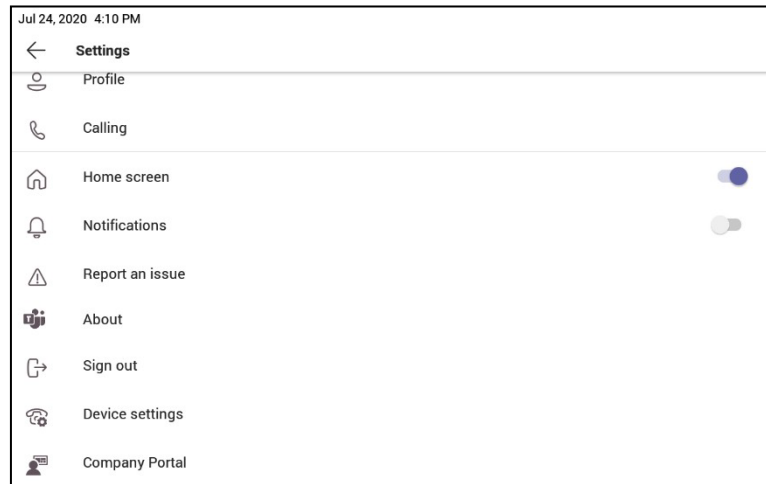 Jul 24, 2020 4:10 PM
Settings
Profile
Calling
Home screen
Notifications
Report an issue
About
Sign out
Device settings
Company Portal